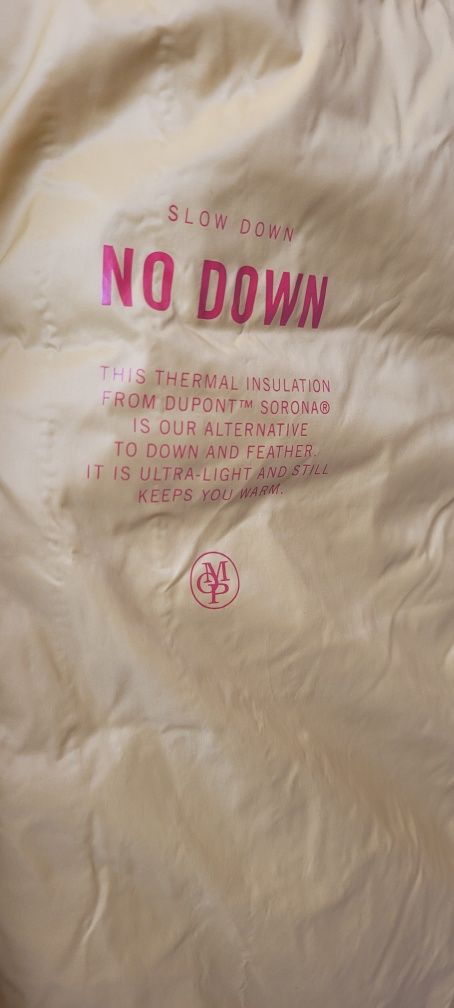 SLOW DOWN
NO DOWN
THIS THERMAL INSULATION
FROM DUPONT™ SORONA®
IS OUR ALTERNATIVE
TO DOWN AND FEATHER.
IT IS ULTRA-LIGHT AND STILL
KEEPS YOU WARM.
MOP